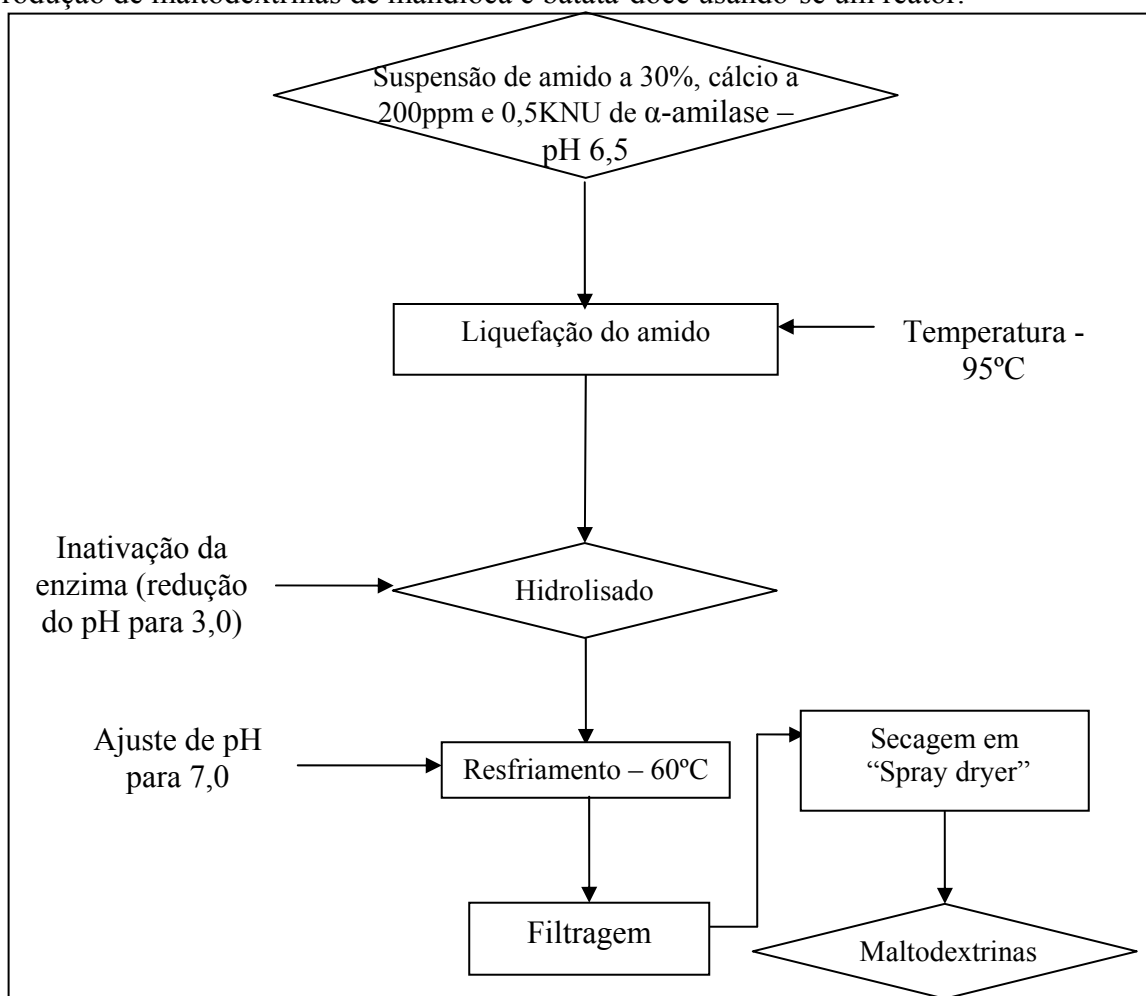 rodução de maltodextrinas de mandioca e batata-doce usando-se um reator.
Suspensão de amido a 30%, cálcio a
200ppm e 0,5KNU de α-amilase –
pH 6,5
Liquefação do amido
Temperatura -
95ºC
Inativação da
enzima (redução
do pH para 3,0)
Hidrolisado
Ajuste de pH
para 7,0
Resfriamento – 60ºC
Secagem em
“Spray dryer”
Filtragem
Maltodextrinas